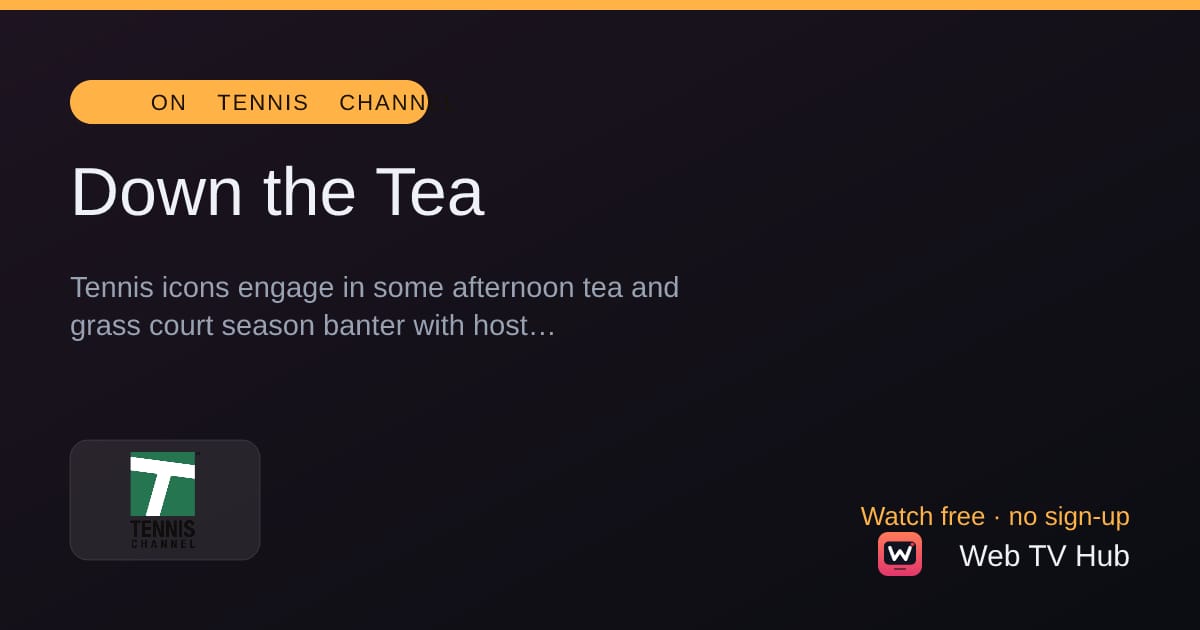 ON TENNIS CHANNEL
Down the Tea
Tennis icons engage in some afternoon tea and
grass court season banter with host…
TENNIS
CHANNEL
Watch free · no sign-up
Web TV Hub